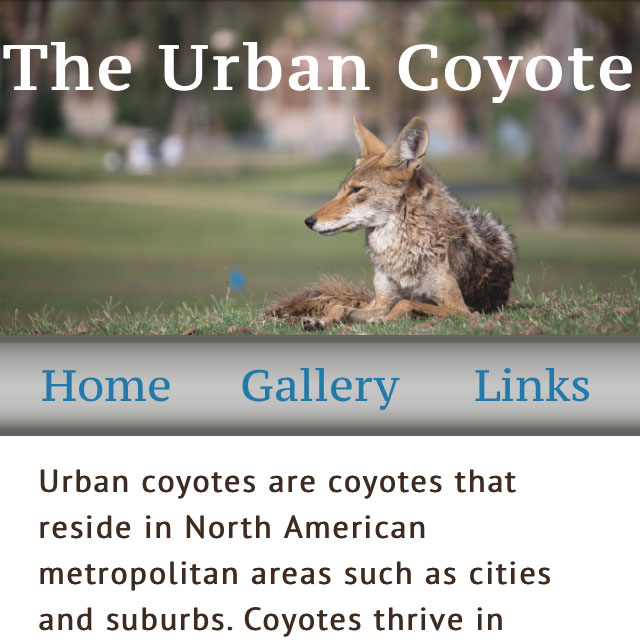 The Urban Coyote
Home Gallery Links
Urban coyotes are coyotes that
reside in North American
metropolitan areas such as cities
and suburbs. Coyotes thrive in